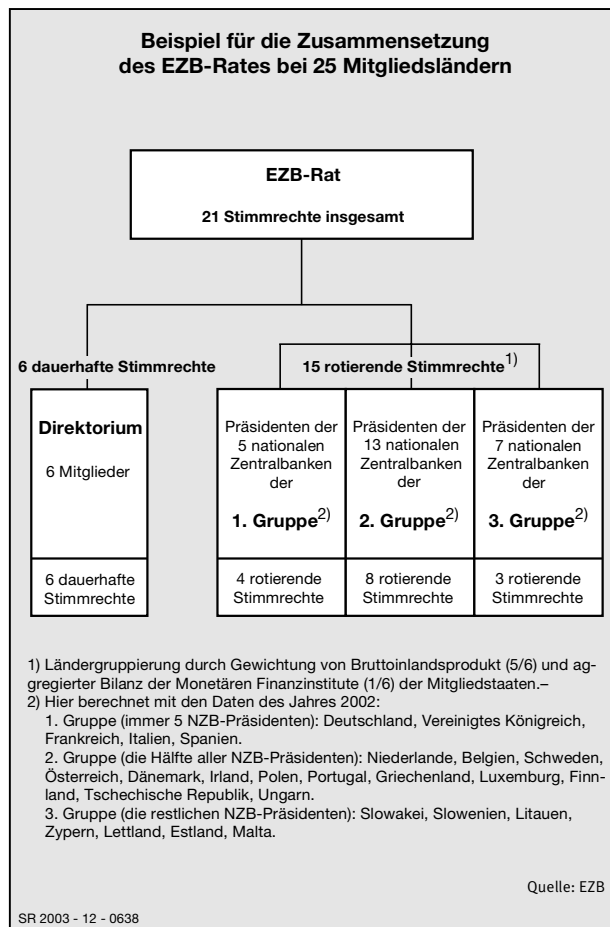 Beispiel für die Zusammensetzung
des EZB-Rates bei 25 Mitgliedsländern
EZB-Rat
21 Stimmrechte insgesamt
6 dauerhafte Stimmrechte
15 rotierende Stimmrechte1)
Direktorium
6 Mitglieder
6 dauerhafte
Stimmrechte
Präsidenten der
5 nationalen
Zentralbanken
der
1. Gruppe2)
4 rotierende
Stimmrechte
Präsidenten der
13 nationalen
Zentralbanken
der
2. Gruppe2)
8 rotierende
Stimmrechte
Präsidenten der
7 nationalen
Zentralbanken
der
3. Gruppe2)
3 rotierende
Stimmrechte
1) Ländergruppierung durch Gewichtung von Bruttoinlandsprodukt (5/6) und ag-
gregierter Bilanz der Monetären Finanzinstitute (1/6) der Mitgliedstaaten.–
2) Hier berechnet mit den Daten des Jahres 2002:
1. Gruppe (immer 5 NZB-Präsidenten): Deutschland, Vereinigtes Königreich,
Frankreich, Italien, Spanien.
2. Gruppe (die Hälfte aller NZB-Präsidenten): Niederlande, Belgien, Schweden,
Österreich, Dänemark, Irland, Polen, Portugal, Griechenland, Luxemburg, Finn-
land, Tschechische Republik, Ungarn.
3. Gruppe (die restlichen NZB-Präsidenten): Slowakei, Slowenien, Litauen,
Zypern, Lettland, Estland, Malta.
Quelle: EZB
SR 2003 - 12 - 0638